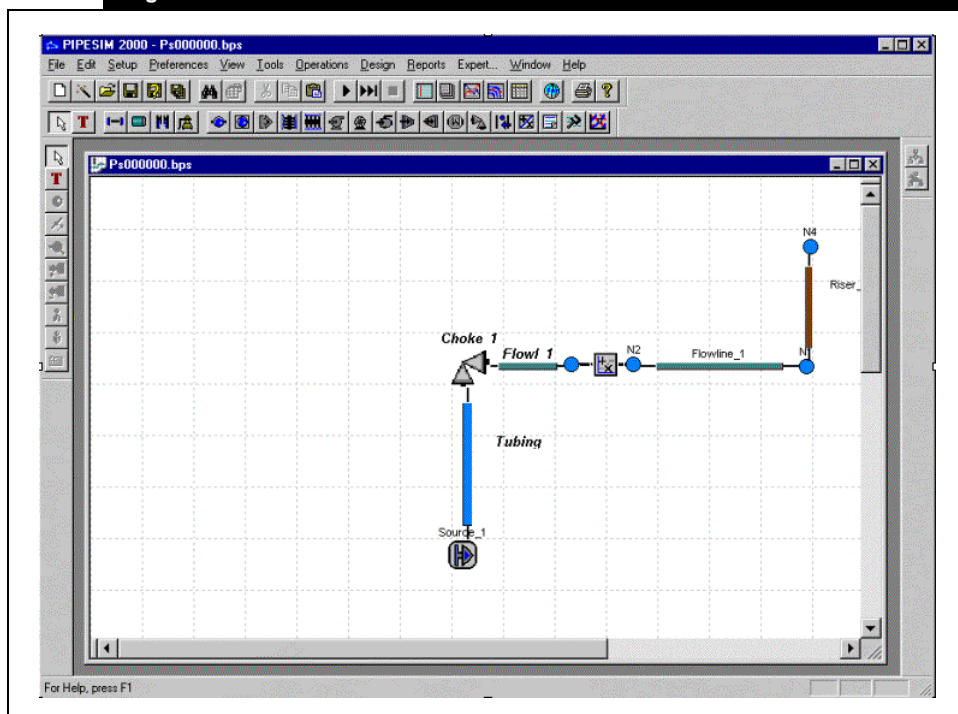 PIPESIM 2000 - Ps000000.bps
File Edit Setup Preferences View Tools Operations Design Reports Expert... Window Help
T
Ps000000.bps
T
N4
Riser_
Choke 1
Flowl 1
N2
Flowline_1
N
Tubing
Source_1
For Help, press F1